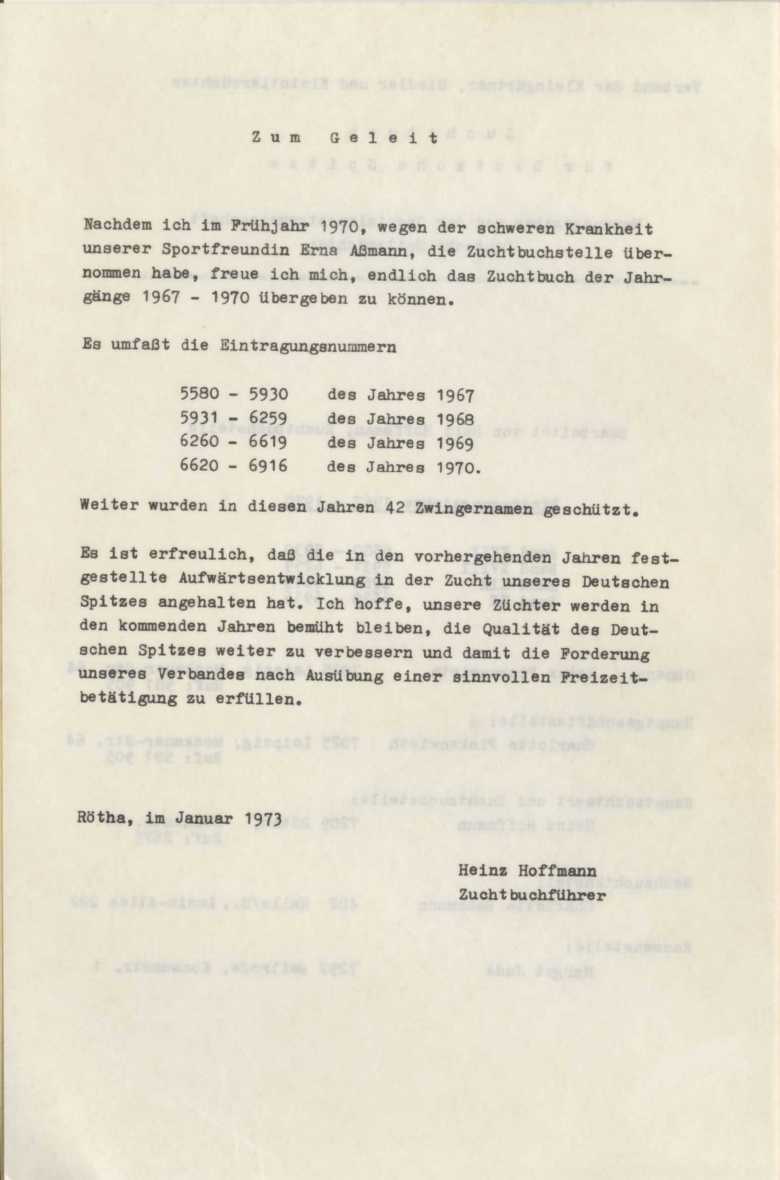 Zum Geleit
Nachdem ich im Frühjahr 1970, wegen der schweren Krankheit
unserer Sportfreundin Erna Aßmann, die Zuchtbuchstelle über-
nommen habe, freue ich mich, endlich das Zuchtbuch der Jahr-
gänge 1967 - 1970 übergeben zu können.
Es umfaßt die Eintragungsnummern
5580 - 5930 des Jahres 1967
5931 - 6259 des Jahres 1968
6260 - 6619 des Jahres 1969
6620 - 6916 des Jahres 1970.
Weiter wurden in diesen Jahren 42 Zwingernamen geschützt.
Es ist erfreulich, daß die in den vorhergehenden Jahren fest-
gestellte Aufwärtsentwicklung in der Zucht unseres Deutschen
Spitzes angehalten hat. Ich hoffe, unsere Züchter werden in
den kommenden Jahren bemüht bleiben, die Qualität des Deut-
schen Spitzes weiter zu verbessern und damit die Forderung
unseres Verbandes nach Ausübung einer sinnvollen Freizeit-
betätigung zu erfüllen.
Rötha, im Januar 1973
Heinz Hoffmann
Zuchtbuchführer